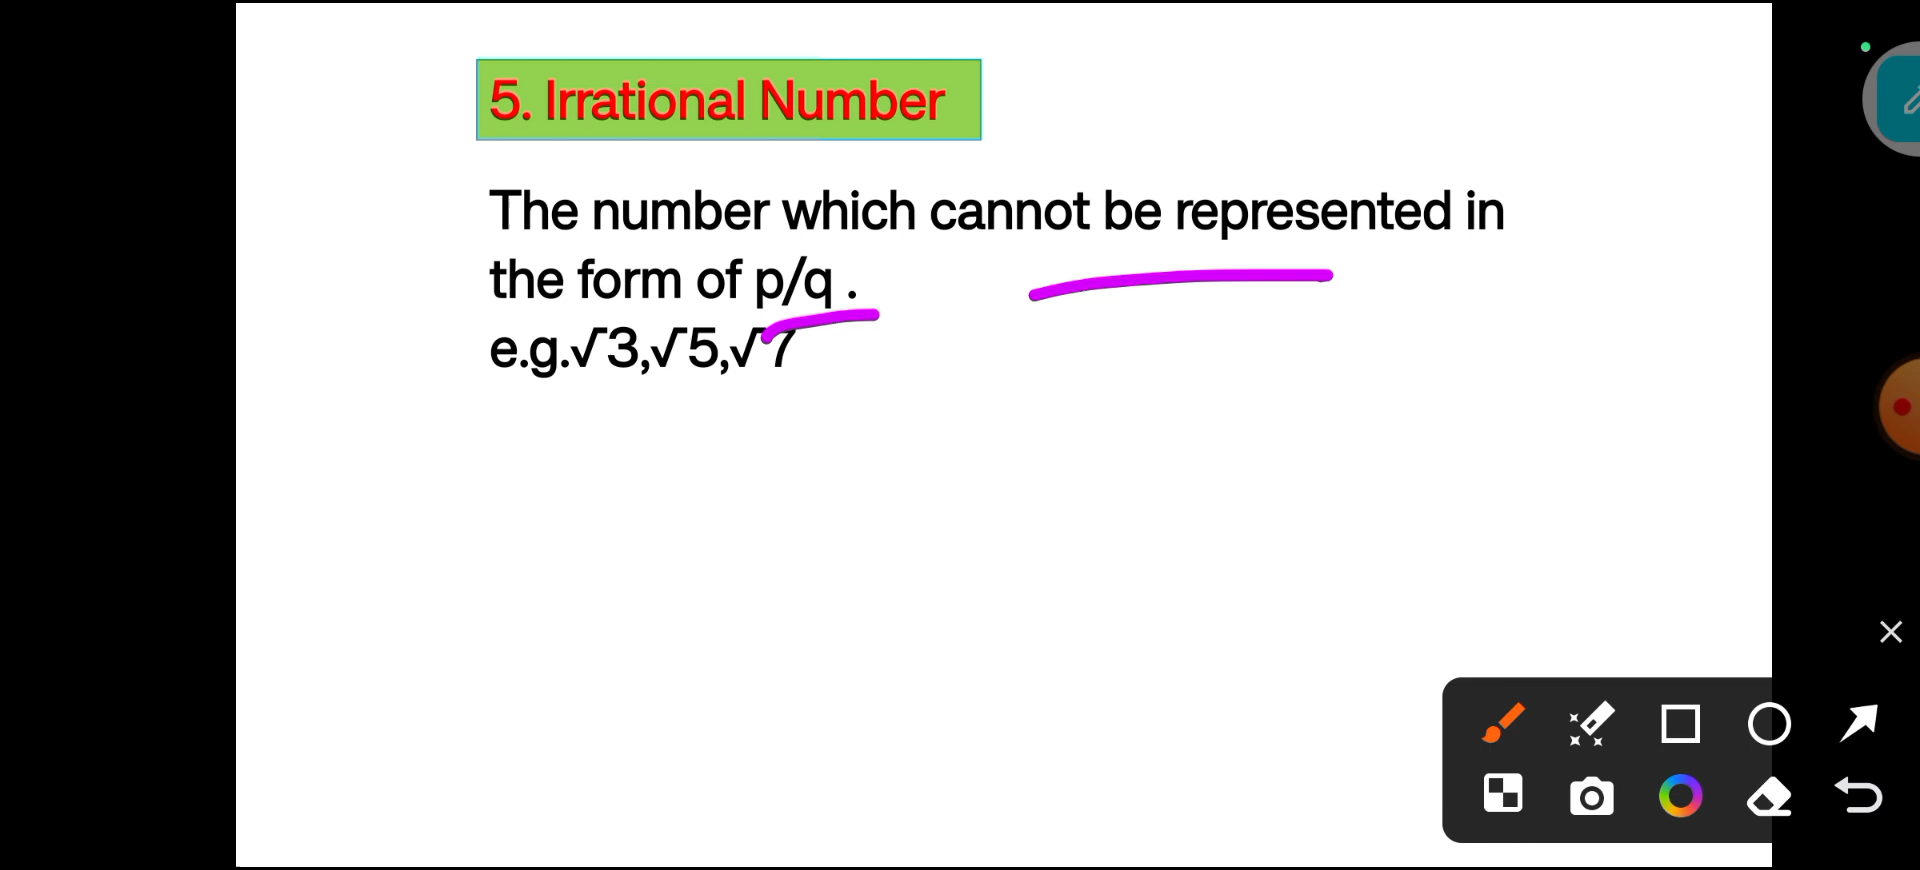 5. Irrational Number
The number which cannot be represented in
the form of p/q .
e.g.√3,√5,√7